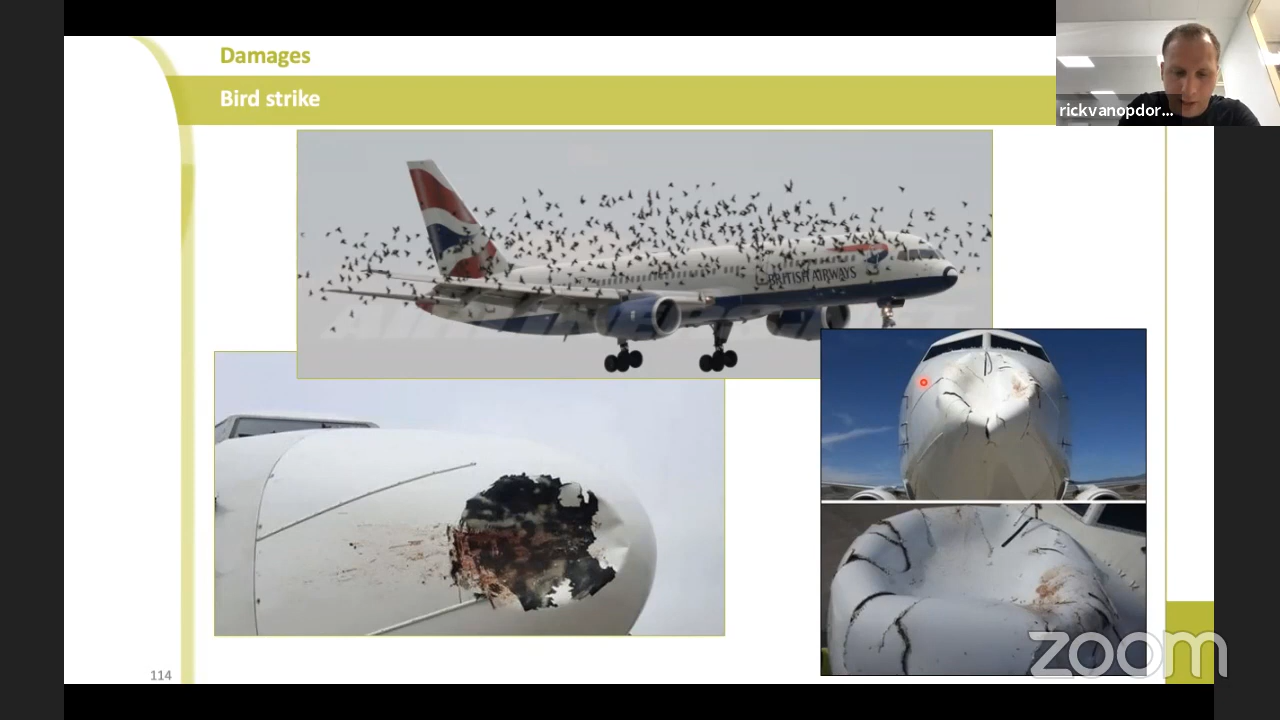 Damages
Bird strike
rickvanopdor...
BRITISH AIRWAYS
114
zoom